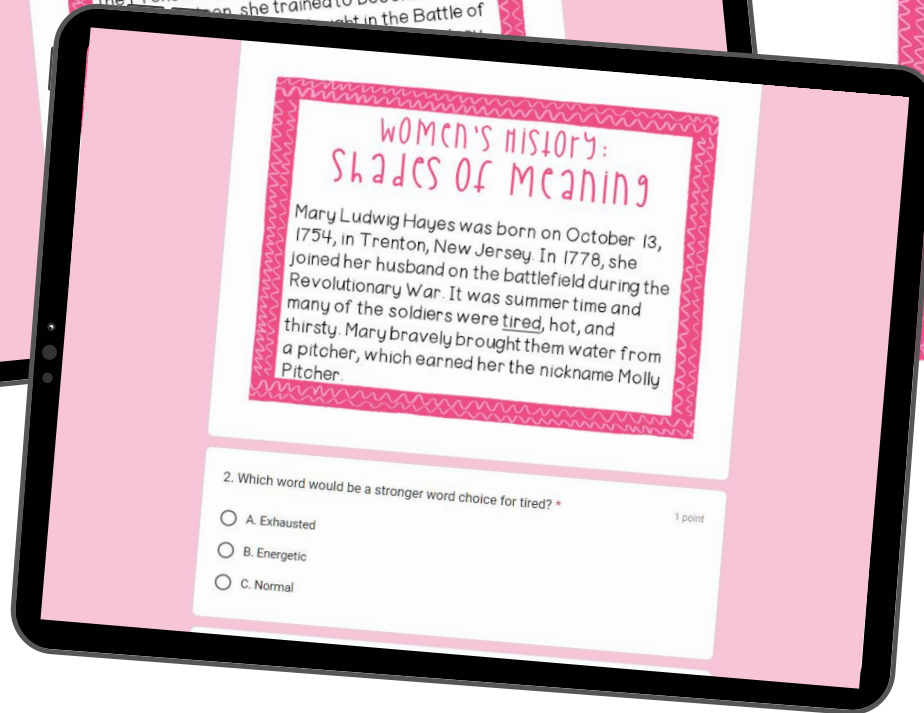 she trained to
in the Battle of
Women's History:
Shades of Meaning
Mary Ludwig Hayes was born on October 13,
1754, in Trenton, New Jersey. In 1778, she
joined her husband on the battlefield during the
Revolutionary War. It was summer time and
many of the soldiers were tired, hot, and
thirsty. Mary bravely brought them water from
a pitcher, which earned her the nickname Molly
Pitcher.
2. Which word would be a stronger word choice for tired? *
1 point
A. Exhausted
B. Energetic
C. Normal